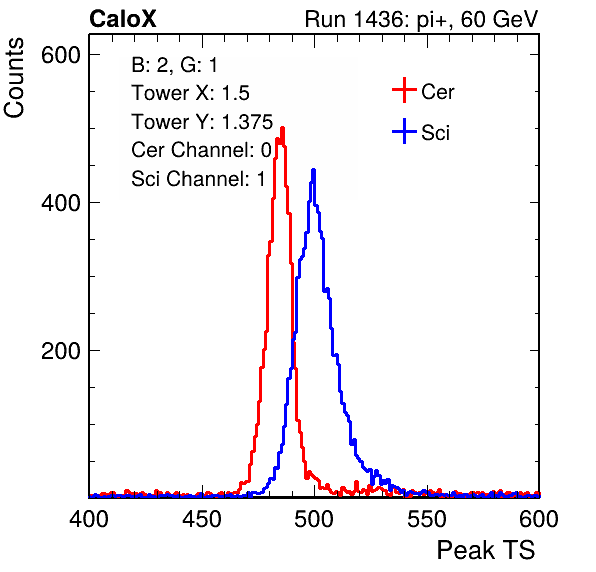 CaloX
Run 1436: pi+, 60 GeV
Counts
600
400
200
B: 2, G: 1
Tower X: 1.5
Tower Y: 1.375
Cer Channel: 0
Sci Channel: 1
Cer
Sci
400 450 500 550 600
Peak TS